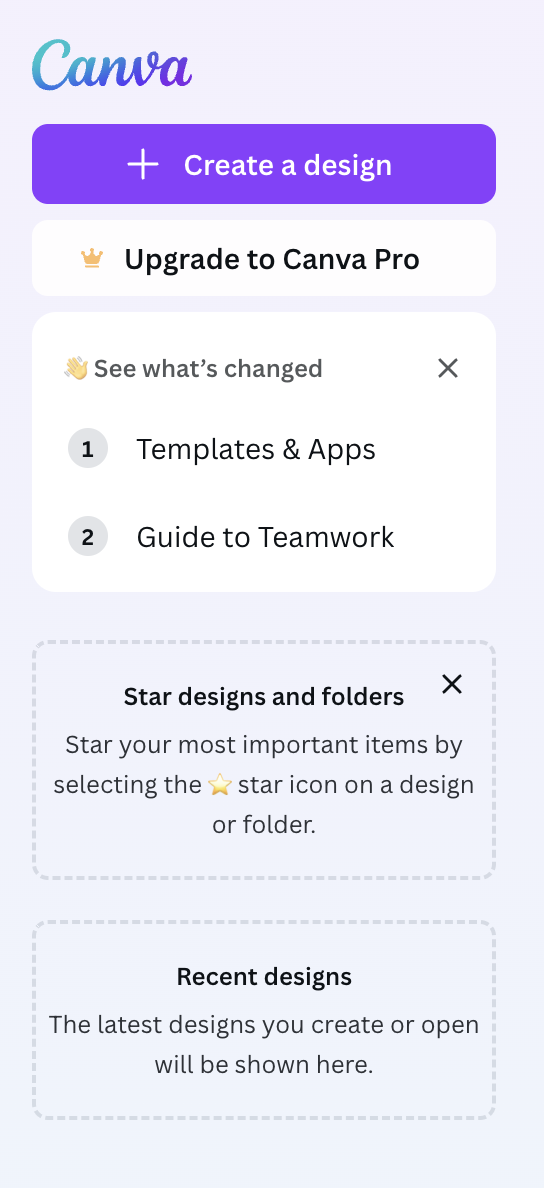 Canva
Create a design
Upgrade to Canva Pro
👋 See what’s changed
1 Templates & Apps
2 Guide to Teamwork
Star designs and folders
Star your most important items by
selecting the ⭐ star icon on a design
or folder.
Recent designs
The latest designs you create or open
will be shown here.